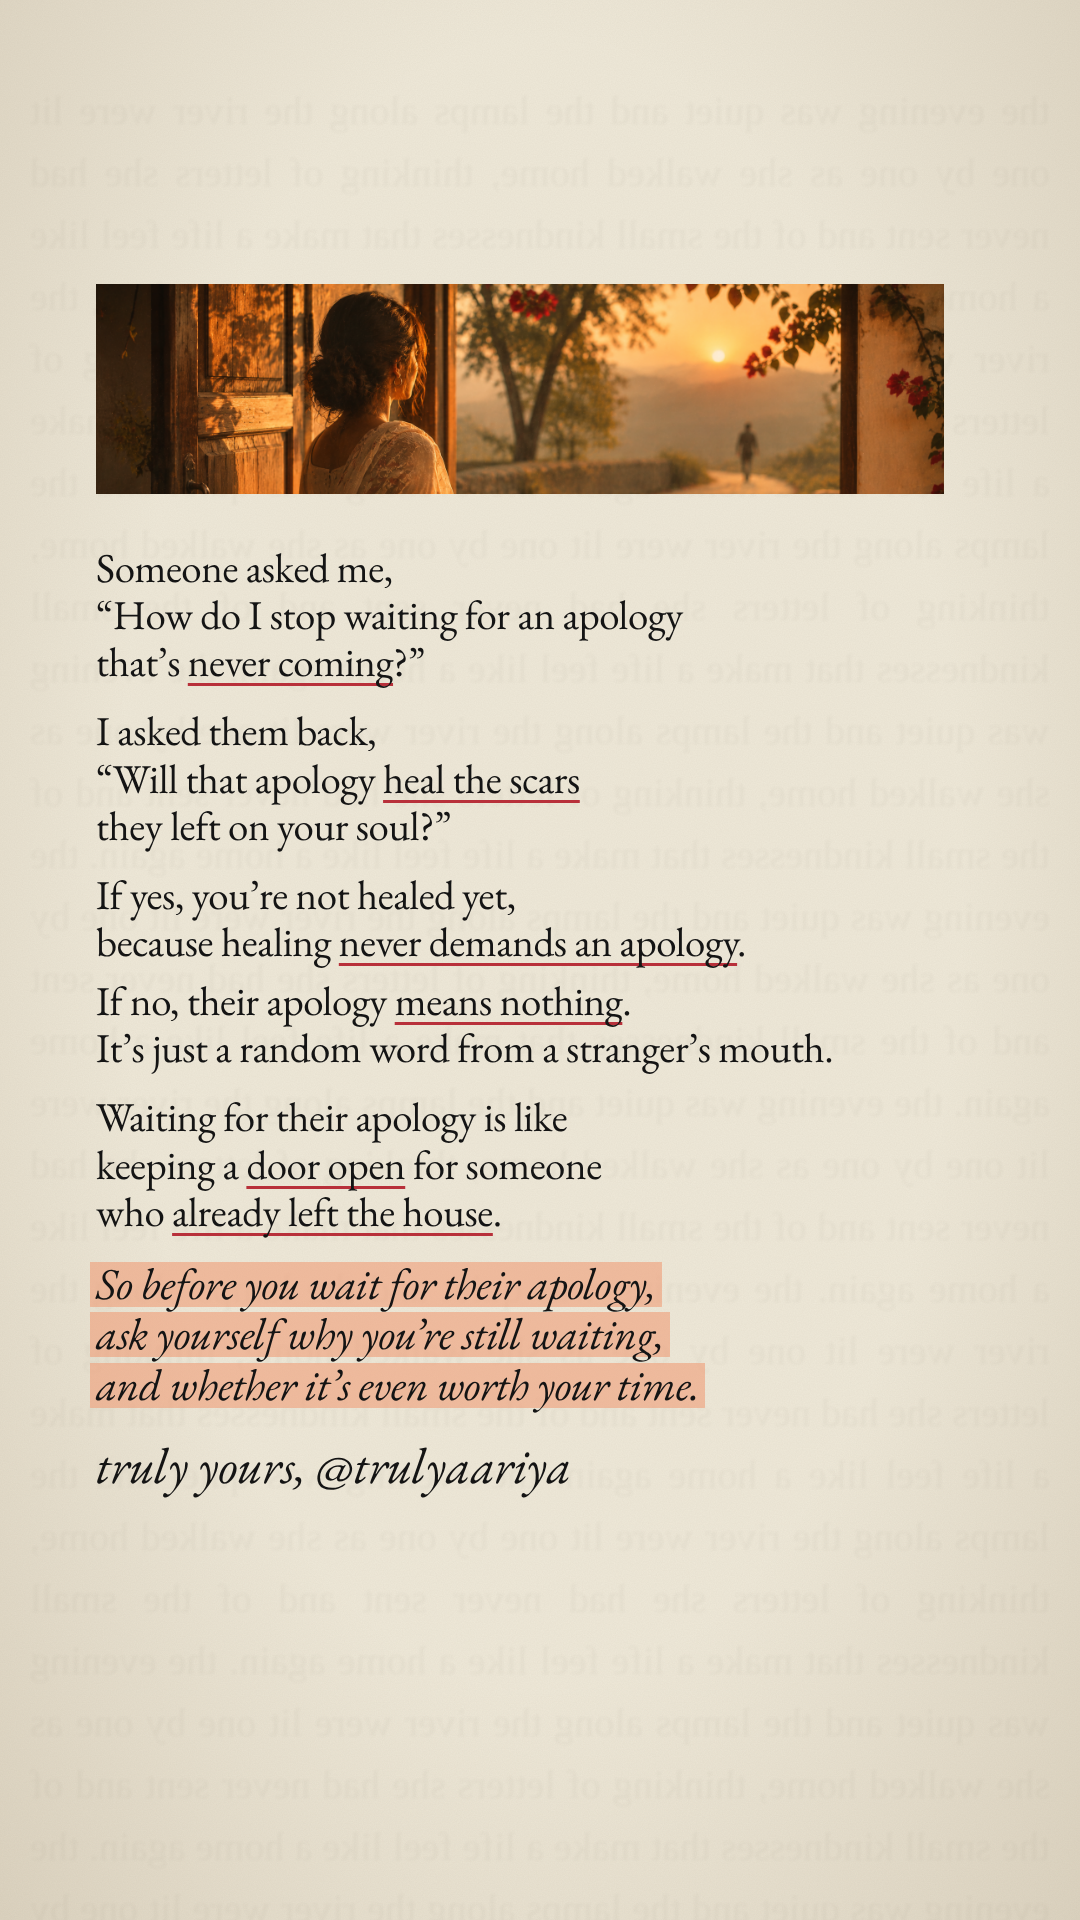 Someone asked me,
“How do I stop waiting for an apology
that’s never coming?”
I asked them back,
“Will that apology heal the scars
they left on your soul?”
If yes, you’re not healed yet,
because healing never demands an apology.
If no, their apology means nothing.
It’s just a random word from a stranger’s mouth.
Waiting for their apology is like
keeping a door open for someone
who already left the house.
So before you wait for their apology,
ask yourself why you’re still waiting,
and whether it’s even worth your time.
truly yours, @trulyaariya